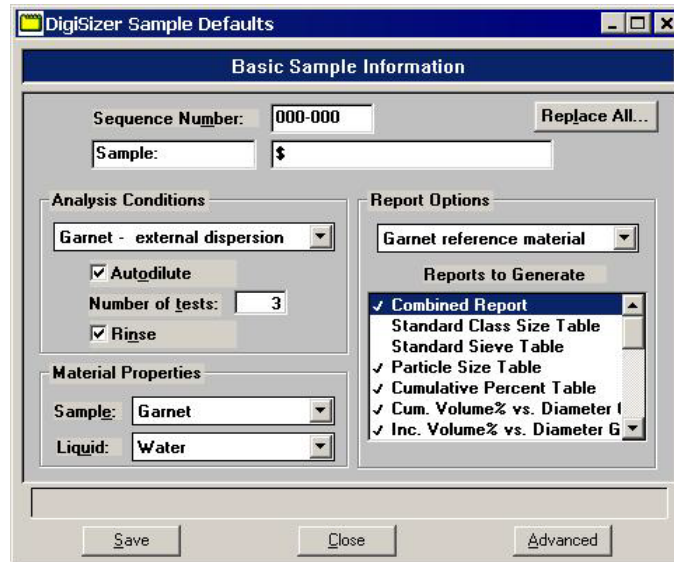 DigiSizer Sample Defaults
Basic Sample Information
Sequence Number: 000-000 Replace All...
Sample: $
Analysis Conditions
Garnet - external dispersion
Autodilute
Number of tests: 3
Rinse
Material Properties
Sample: Garnet
Liquid: Water
Report Options
Garnet reference material
Reports to Generate
✓ Combined Report
Standard Class Size Table
Standard Sieve Table
✓ Particle Size Table
✓ Cumulative Percent Table
✓ Cum. Volume% vs. Diameter (
✓ Inc. Volume% vs. Diameter G
Save Close Advanced